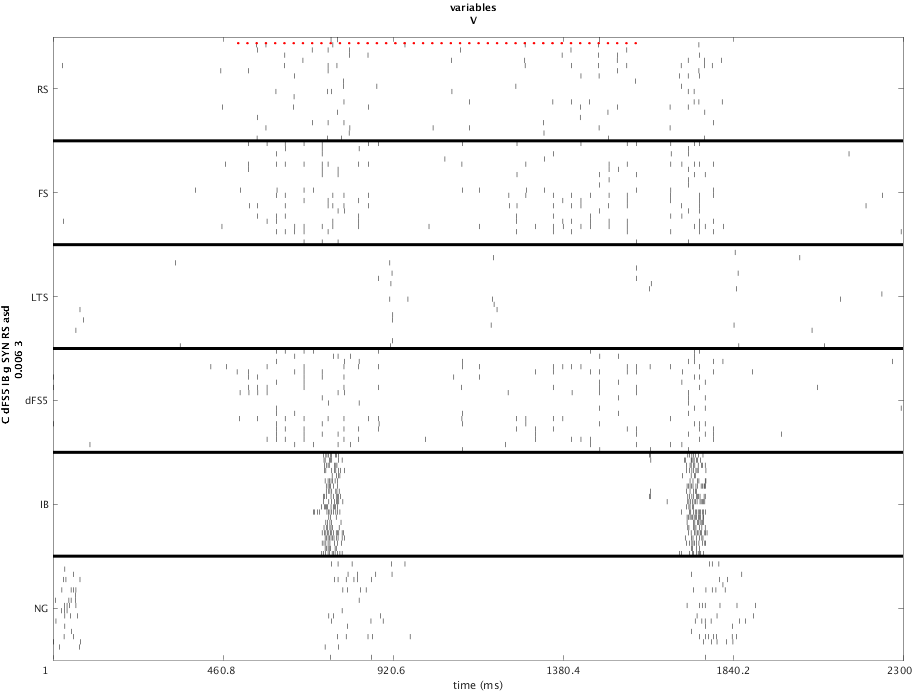 variables
V
C dFS5 IB g SYN RS asd
0.006 3
RS
FS
LTS
dFS5
IB
NG
1 460.8 920.6 1380.4 1840.2 2300
time (ms)